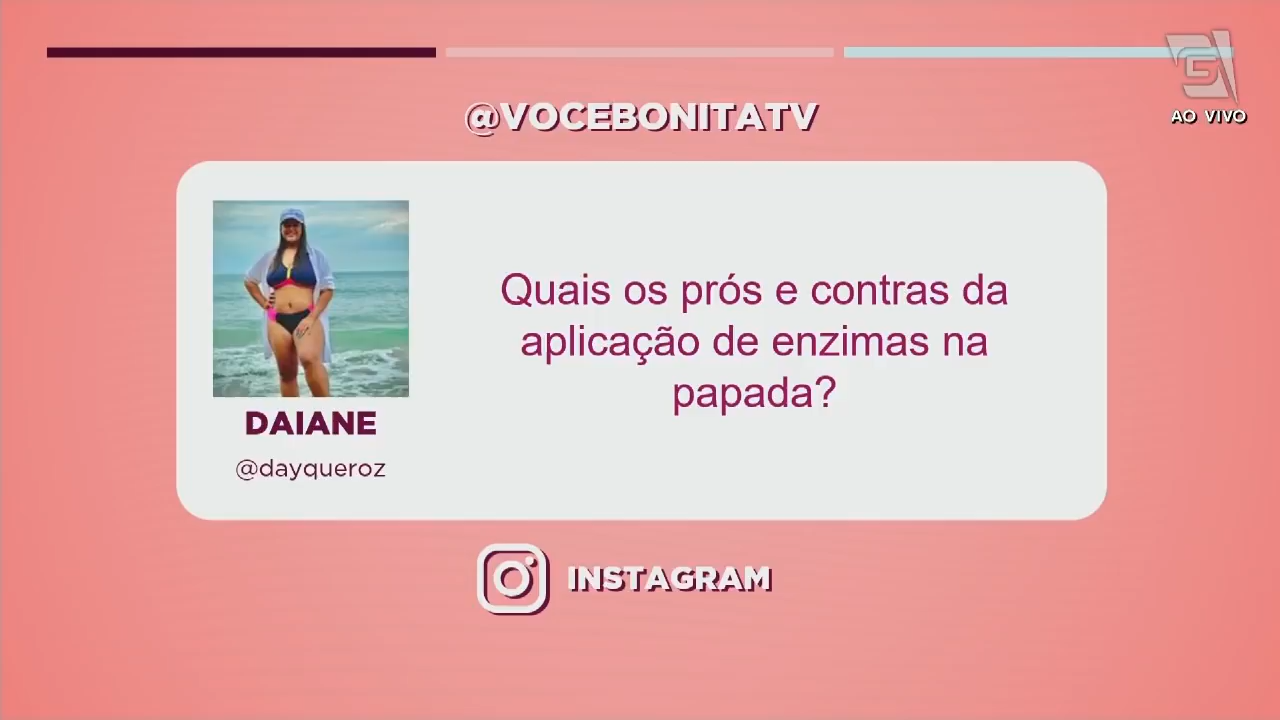 @VOCEBONITATV
AO VIVO
Quais os prós e contras da
aplicação de enzimas na
papada?
DAIANE
@dayqueroz
INSTAGRAM